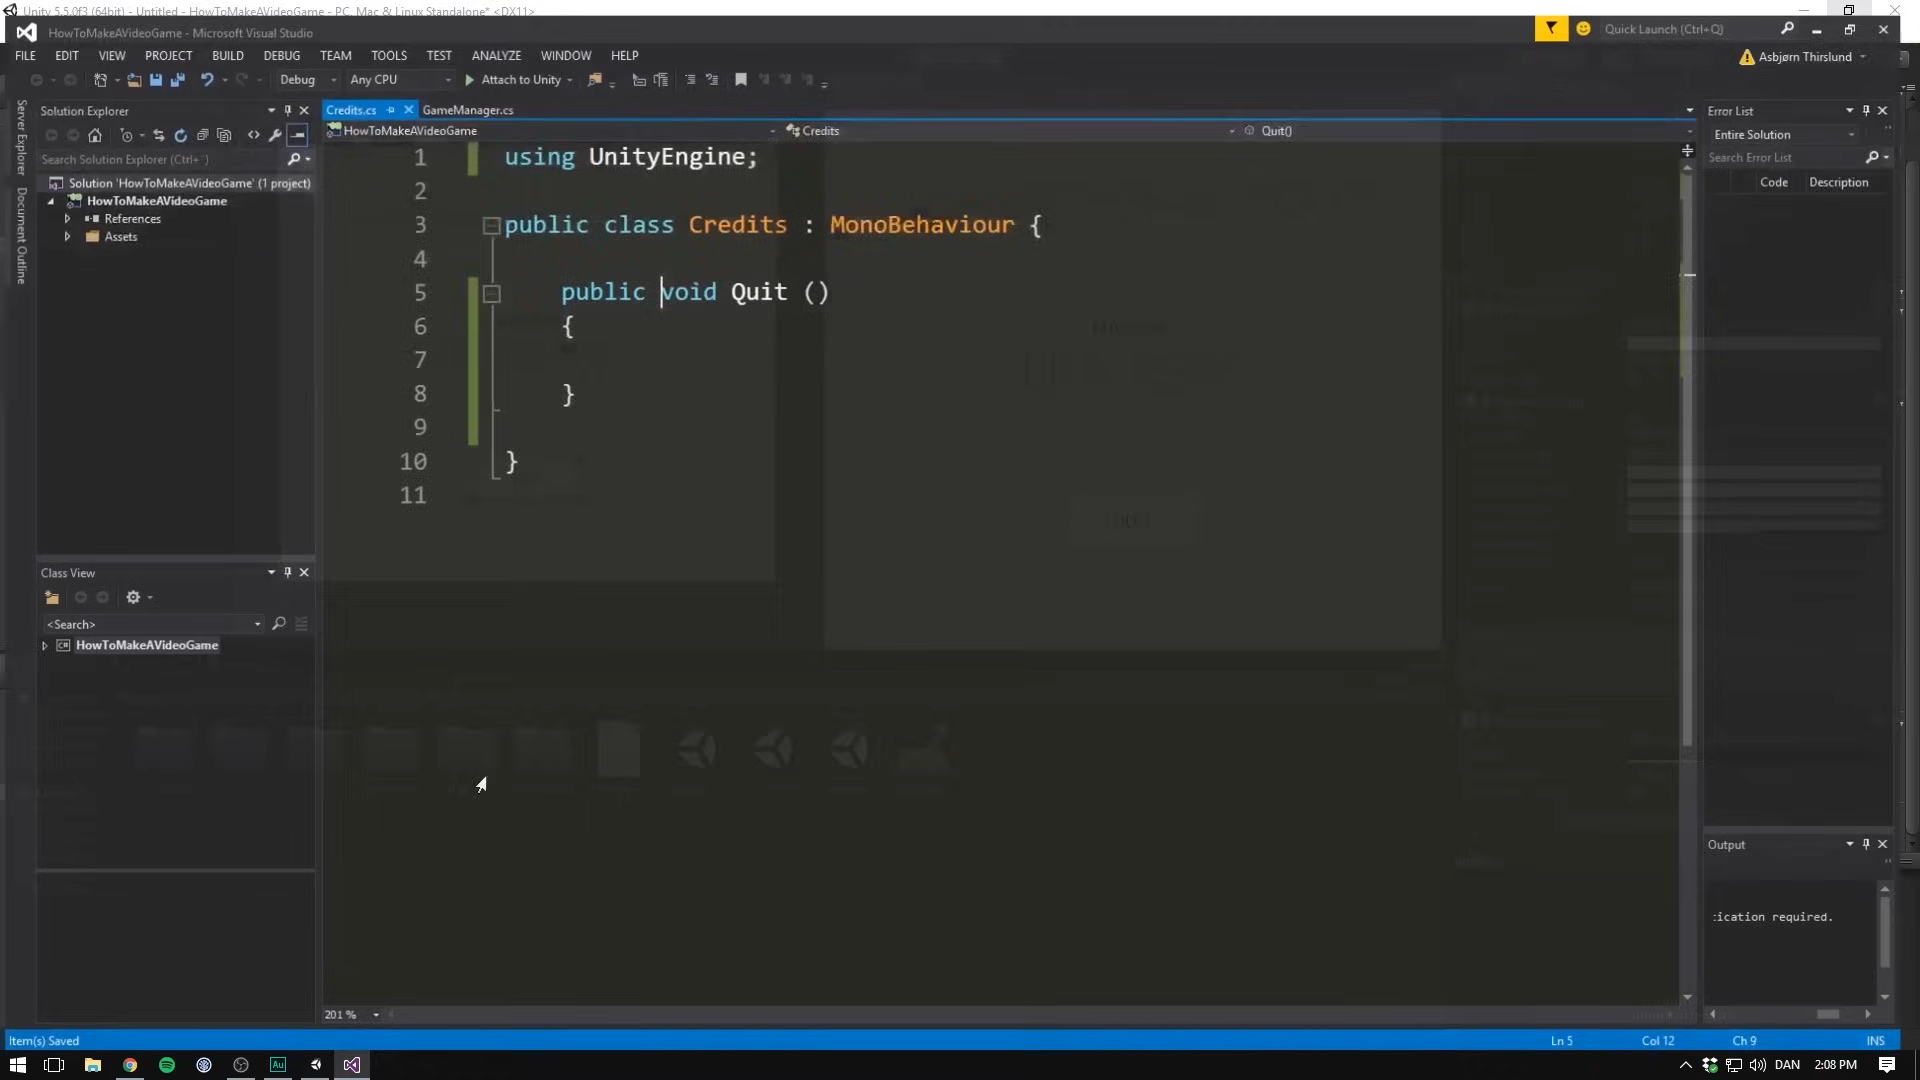 Unity 5.5.0f3 (64bit) - Untitled - HowToMakeAVideoGame - PC, Mac & Linux Standalone* <DX11>
HowToMakeAVideoGame - Microsoft Visual Studio
Quick Launch (Ctrl+Q)
FILE EDIT VIEW PROJECT BUILD DEBUG TEAM TOOLS TEST ANALYZE WINDOW HELP
Asbjørn Thirslund
Debug Any CPU Attach to Unity
Server Explorer
Document Outline
Solution Explorer
Search Solution Explorer (Ctrl+ )
Solution 'HowToMakeAVideoGame' (1 project)
HowToMakeAVideoGame
References
Assets
Class View
<Search>
HowToMakeAVideoGame
Credits.cs GameManager.cs
HowToMakeAVideoGame Credits Quit()
1 using UnityEngine;
2
3 public class Credits : MonoBehaviour {
4
5 public void Quit ()
6 {
7
8 }
9
10 }
11
201 %
Error List
Entire Solution
Search Error List
Code Description
Output
:ication required.
Item(s) Saved
Ln 5 Col 12 Ch 9 INS
Au
DAN 2:08 PM